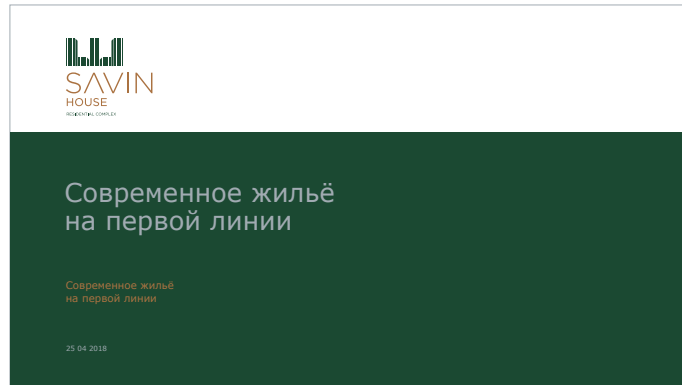 SAVIN
HOUSE
RESIDENTIAL COMPLEX
Современное жильё
на первой линии
Современное жильё
на первой линии
25 04 2018